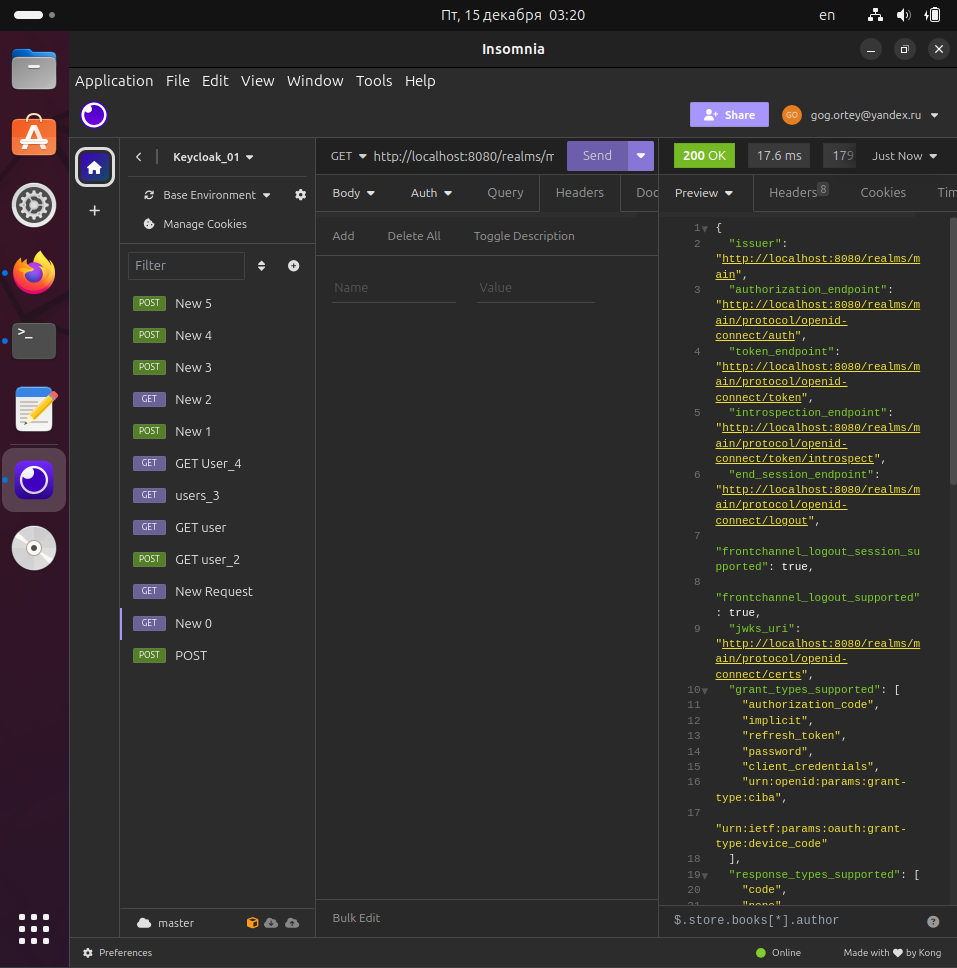 Пт, 15 декабря 03:20
en
Insomnia
Application File Edit View Window Tools Help
Share
GO
gog.ortey@yandex.ru
Keycloak_01
Base Environment
Manage Cookies
Filter
POST New 5
POST New 4
POST New 3
GET New 2
POST New 1
GET GET User_4
GET users_3
GET GET user
POST GET user_2
GET New Request
GET New 0
POST POST
master
GET http://localhost:8080/realms/m
Send
Body Auth Query Headers Doc
Add Delete All Toggle Description
Name Value
Bulk Edit
200 OK 17.6 ms 179 Just Now
Preview Headers 8 Cookies Tim
1 {
2 "issuer":
"http://localhost:8080/realms/m
ain",
3 "authorization_endpoint":
"http://localhost:8080/realms/m
ain/protocol/openid-
connect/auth",
4 "token_endpoint":
"http://localhost:8080/realms/m
ain/protocol/openid-
connect/token",
5 "introspection_endpoint":
"http://localhost:8080/realms/m
ain/protocol/openid-
connect/token/introspect",
6 "end_session_endpoint":
"http://localhost:8080/realms/m
ain/protocol/openid-
connect/logout",
7
"frontchannel_logout_session_su
pported": true,
8
"frontchannel_logout_supported"
: true,
9 "jwks_uri":
"http://localhost:8080/realms/m
ain/protocol/openid-
connect/certs",
10 "grant_types_supported": [
11 "authorization_code",
12 "implicit",
13 "refresh_token",
14 "password",
15 "client_credentials",
16 "urn:openid:params:grant-
type:ciba",
17
"urn:ietf:params:oauth:grant-
type:device_code"
18 ],
19 "response_types_supported": [
20 "code",
21 "none",
$.store.books[*].author
Preferences
Online
Made with ❤ by Kong